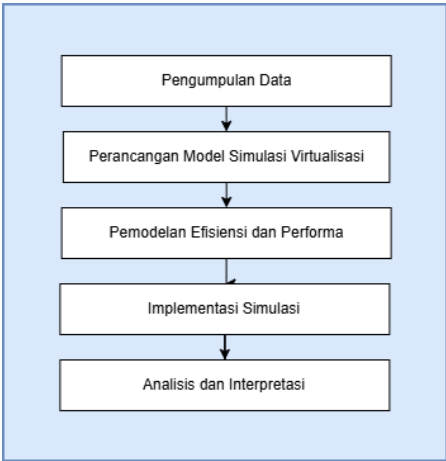 Pengumpulan Data
Perancangan Model Simulasi Virtualisasi
Pemodelan Efisiensi dan Performa
Implementasi Simulasi
Analisis dan Interpretasi